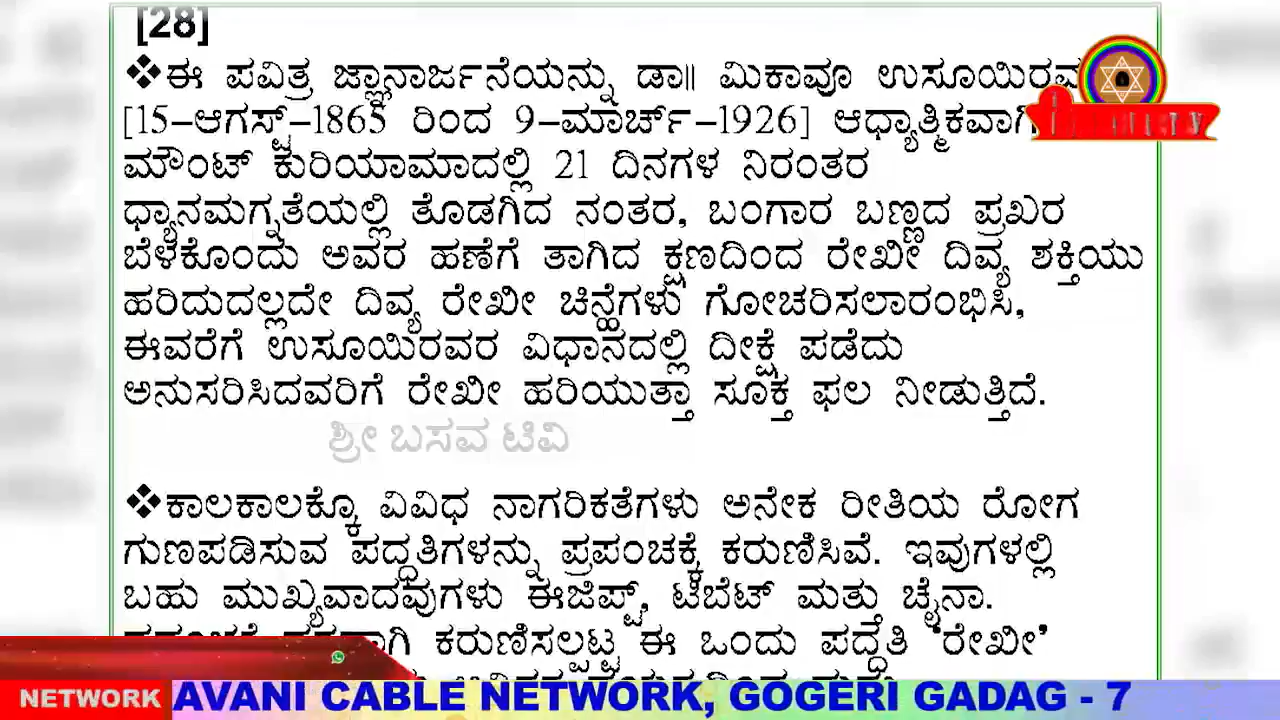 [28]
❖ಈ ಪವಿತ್ರ ಜ್ಞಾನಾರ್ಜನೆಯನ್ನು ಡಾ॥ ಮಿಕಾವೂ ಉಸೂಯಿರವ
[15–ಆಗಸ್ಟ್–1865 ರಿಂದ 9–ಮಾರ್ಚ್–1926] ಆಧ್ಯಾತ್ಮಿಕವಾಗಿ
ಮೌಂಟ್ ಕುರಿಯಾಮಾದಲ್ಲಿ 21 ದಿನಗಳ ನಿರಂತರ
ಧ್ಯಾನಮಗ್ನತೆಯಲ್ಲಿ ತೊಡಗಿದ ನಂತರ, ಬಂಗಾರ ಬಣ್ಣದ ಪ್ರಖರ
ಬೆಳಕೊಂದು ಅವರ ಹಣೆಗೆ ತಾಗಿದ ಕ್ಷಣದಿಂದ ರೇಖೀ ದಿವ್ಯ ಶಕ್ತಿಯು
ಹರಿದುದಲ್ಲದೇ ದಿವ್ಯ ರೇಖೀ ಚಿನ್ಹೆಗಳು ಗೋಚರಿಸಲಾರಂಭಿಸಿ,
ಈವರೆಗೆ ಉಸೂಯಿರವರ ವಿಧಾನದಲ್ಲಿ ದೀಕ್ಷೆ ಪಡೆದು
ಅನುಸರಿಸಿದವರಿಗೆ ರೇಖೀ ಹರಿಯುತ್ತಾ ಸೂಕ್ತ ಫಲ ನೀಡುತ್ತಿದೆ.
ಶ್ರೀ ಬಸವ ಟಿವಿ
❖ಕಾಲಕಾಲಕ್ಕೊ ವಿವಿಧ ನಾಗರಿಕತೆಗಳು ಅನೇಕ ರೀತಿಯ ರೋಗ
ಗುಣಪಡಿಸುವ ಪದ್ಧತಿಗಳನ್ನು ಪ್ರಪಂಚಕ್ಕೆ ಕರುಣಿಸಿವೆ. ಇವುಗಳಲ್ಲಿ
ಬಹು ಮುಖ್ಯವಾದವುಗಳು ಈಜಿಪ್ಟ್, ಟಿಬೆಟ್ ಮತ್ತು ಚೈನಾ.
ಕರುಣಿಸಲ್ಪಟ್ಟ ಈ ಒಂದು ಪದ್ಧತಿ ‘ರೇಖೀ’
NETWORK AVANI CABLE NETWORK, GOGERI GADAG - 7